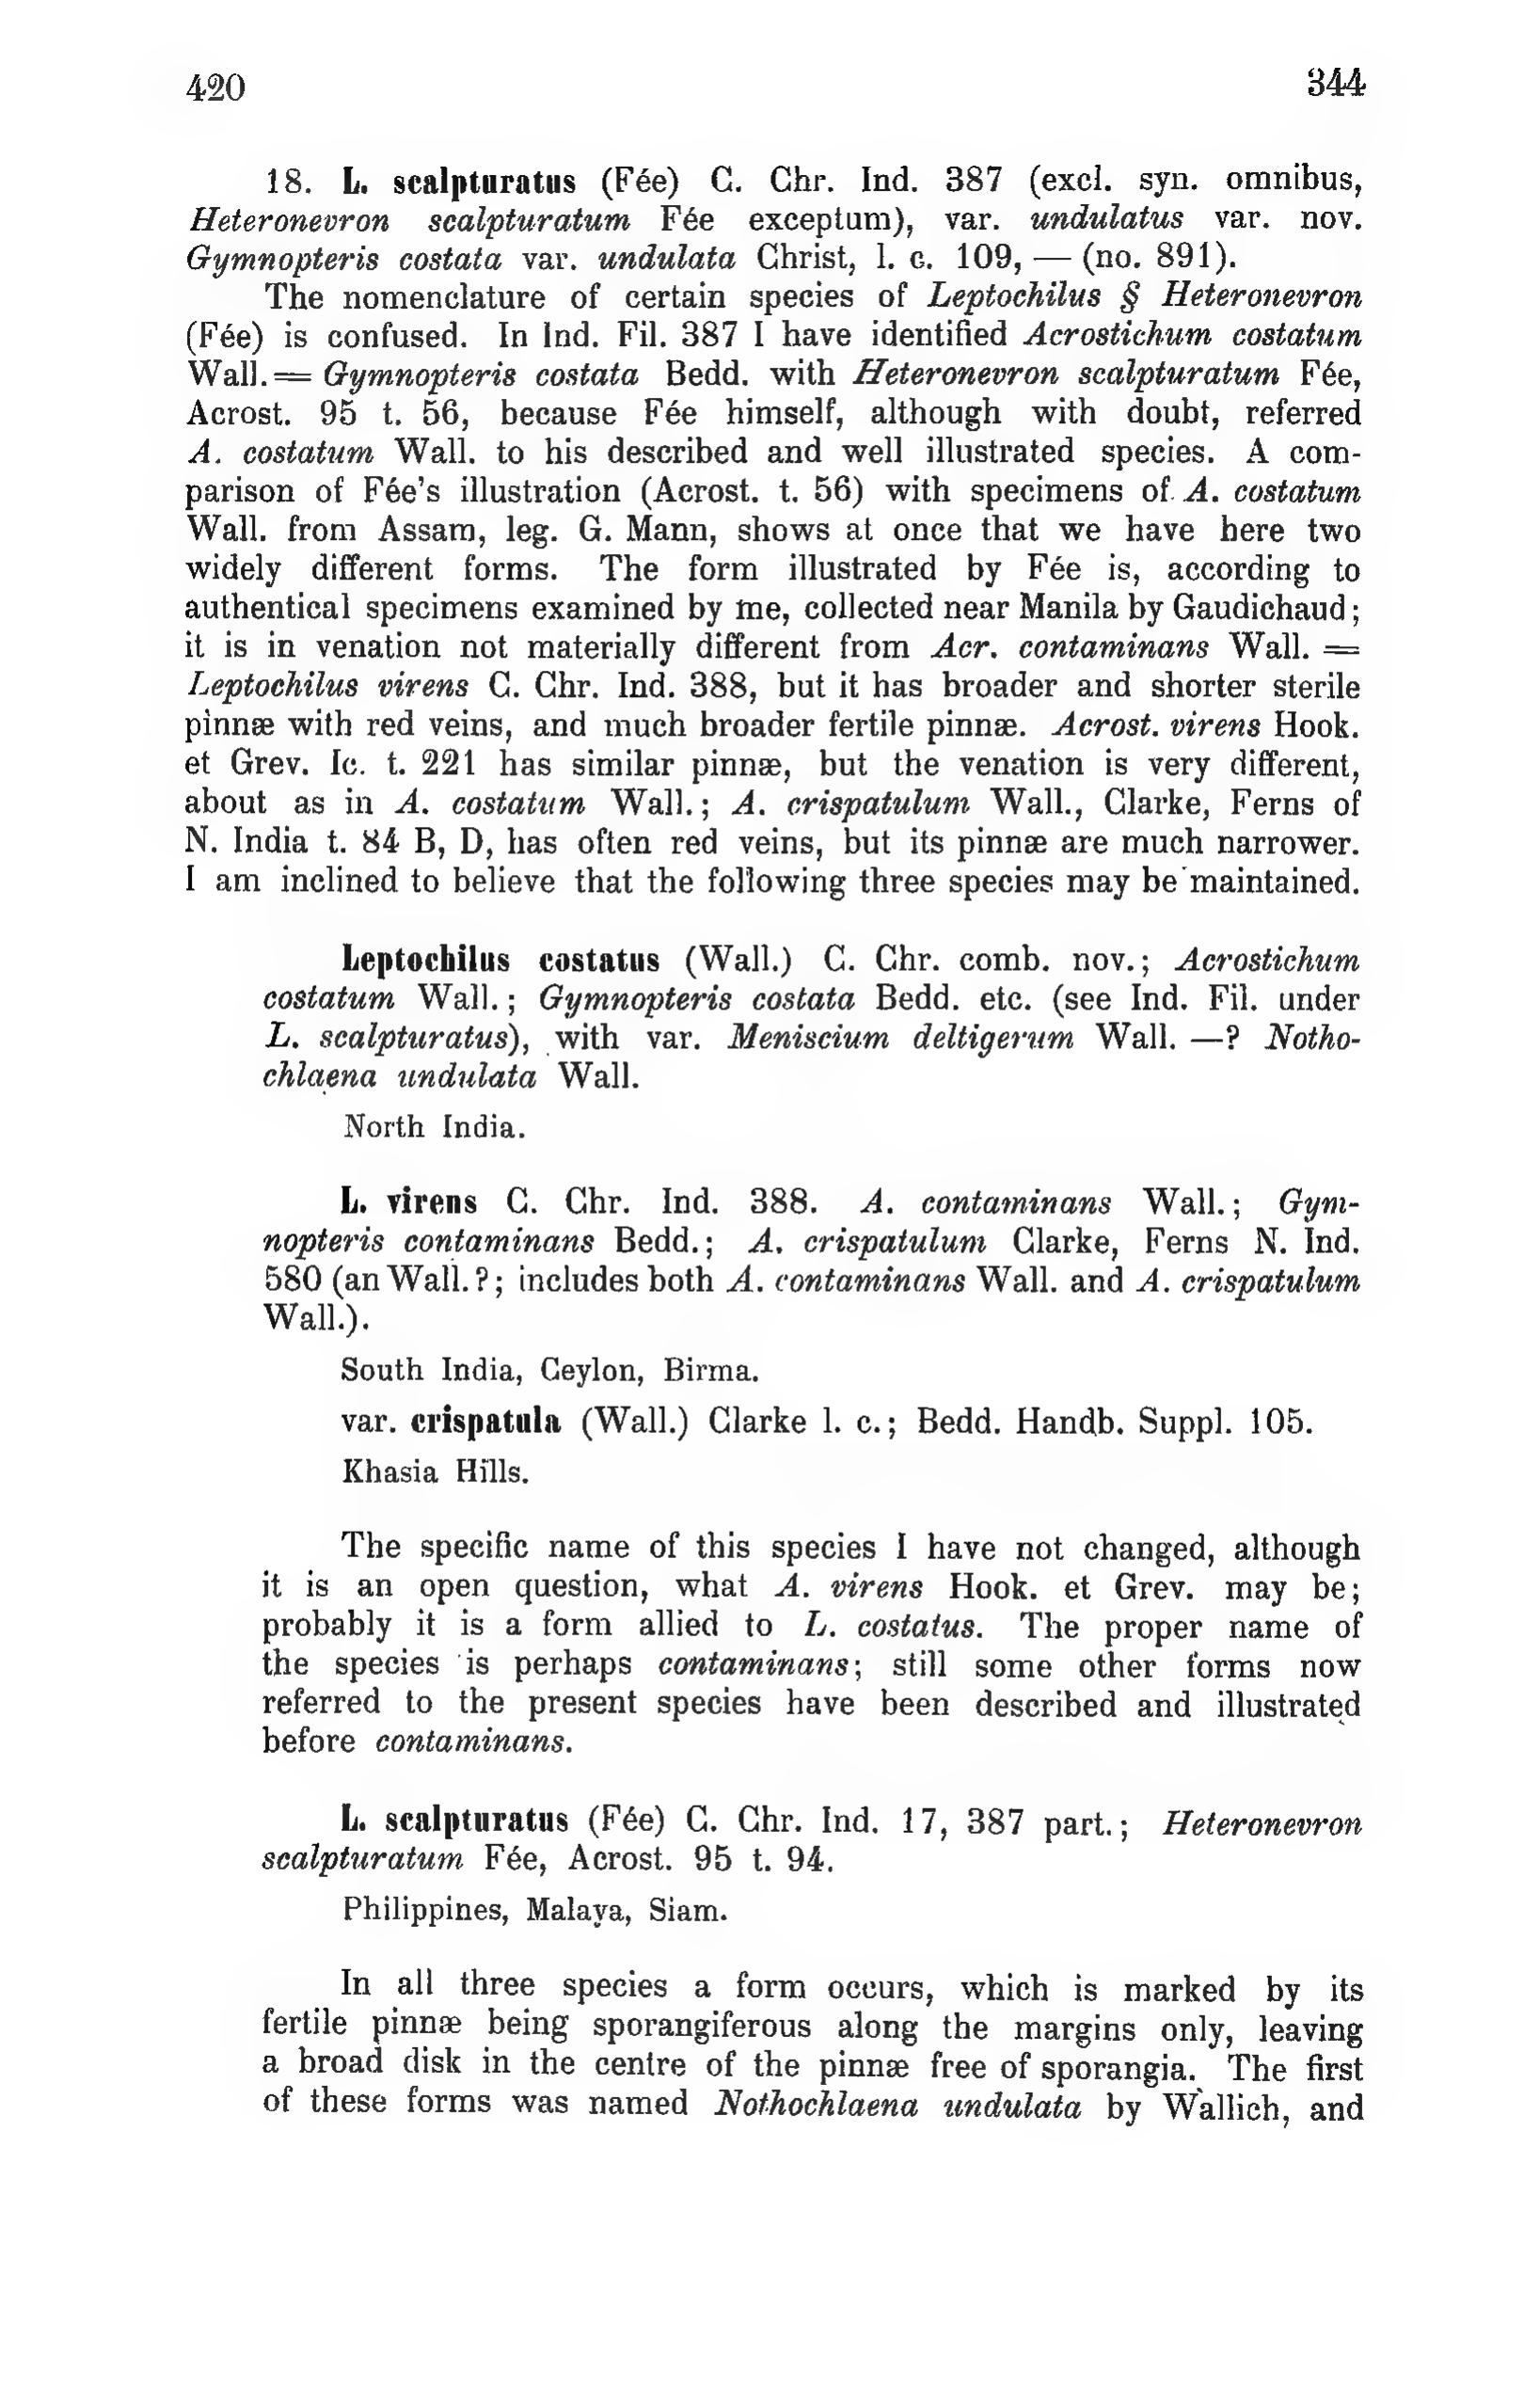 420 344
18. L. scalpturatus (Fée) C. Chr. Ind. 387 (excl. syn. omnibus,
Heteronevron scalpturatum Fée exceptum), var. undulatus var. nov.
Gymnopteris costata var. undulata Christ, l. c. 109, — (no. 891).
The nomenclature of certain species of Leptochilus § Heteronevron
(Fée) is confused. In Ind. Fil. 387 I have identified Acrostichum costatum
Wall. = Gymnopteris costata Bedd. with Heteronevron scalpturatum Fée,
Acrost. 95 t. 56, because Fée himself, although with doubt, referred
A. costatum Wall. to his described and well illustrated species. A com-
parison of Fée's illustration (Acrost. t. 56) with specimens of A. costatum
Wall. from Assam, leg. G. Mann, shows at once that we have here two
widely different forms. The form illustrated by Fée is, according to
authentical specimens examined by me, collected near Manila by Gaudichaud;
it is in venation not materially different from Acr. contaminans Wall. =
Leptochilus virens C. Chr. Ind. 388, but it has broader and shorter sterile
pinnæ with red veins, and much broader fertile pinnæ. Acrost. virens Hook.
et Grev. Ic. t. 221 has similar pinnæ, but the venation is very different,
about as in A. costatum Wall.; A. crispatulum Wall., Clarke, Ferns of
N. India t. 84 B, D, has often red veins, but its pinnæ are much narrower.
I am inclined to believe that the following three species may be maintained.
Leptochilus costatus (Wall.) C. Chr. comb. nov.; Acrostichum
costatum Wall.; Gymnopteris costata Bedd. etc. (see Ind. Fil. under
L. scalpturatus), with var. Meniscium deltigerum Wall. —? Notho-
chlaena undulata Wall.
North India.
L. virens C. Chr. Ind. 388. A. contaminans Wall.; Gym-
nopteris contaminans Bedd.; A. crispatulum Clarke, Ferns N. Ind.
580 (an Wall.?; includes both A. contaminans Wall. and A. crispatulum
Wall.).
South India, Ceylon, Birma.
var. crispatula (Wall.) Clarke l. c.; Bedd. Handb. Suppl. 105.
Khasia Hills.
The specific name of this species I have not changed, although
it is an open question, what A. virens Hook. et Grev. may be;
probably it is a form allied to L. costatus. The proper name of
the species is perhaps contaminans; still some other forms now
referred to the present species have been described and illustrated
before contaminans.
L. scalpturatus (Fée) C. Chr. Ind. 17, 387 part.; Heteronevron
scalpturatum Fée, Acrost. 95 t. 94.
Philippines, Malaya, Siam.
In all three species a form occurs, which is marked by its
fertile pinnæ being sporangiferous along the margins only, leaving
a broad disk in the centre of the pinnæ free of sporangia. The first
of these forms was named Nothochlaena undulata by Wallich, and